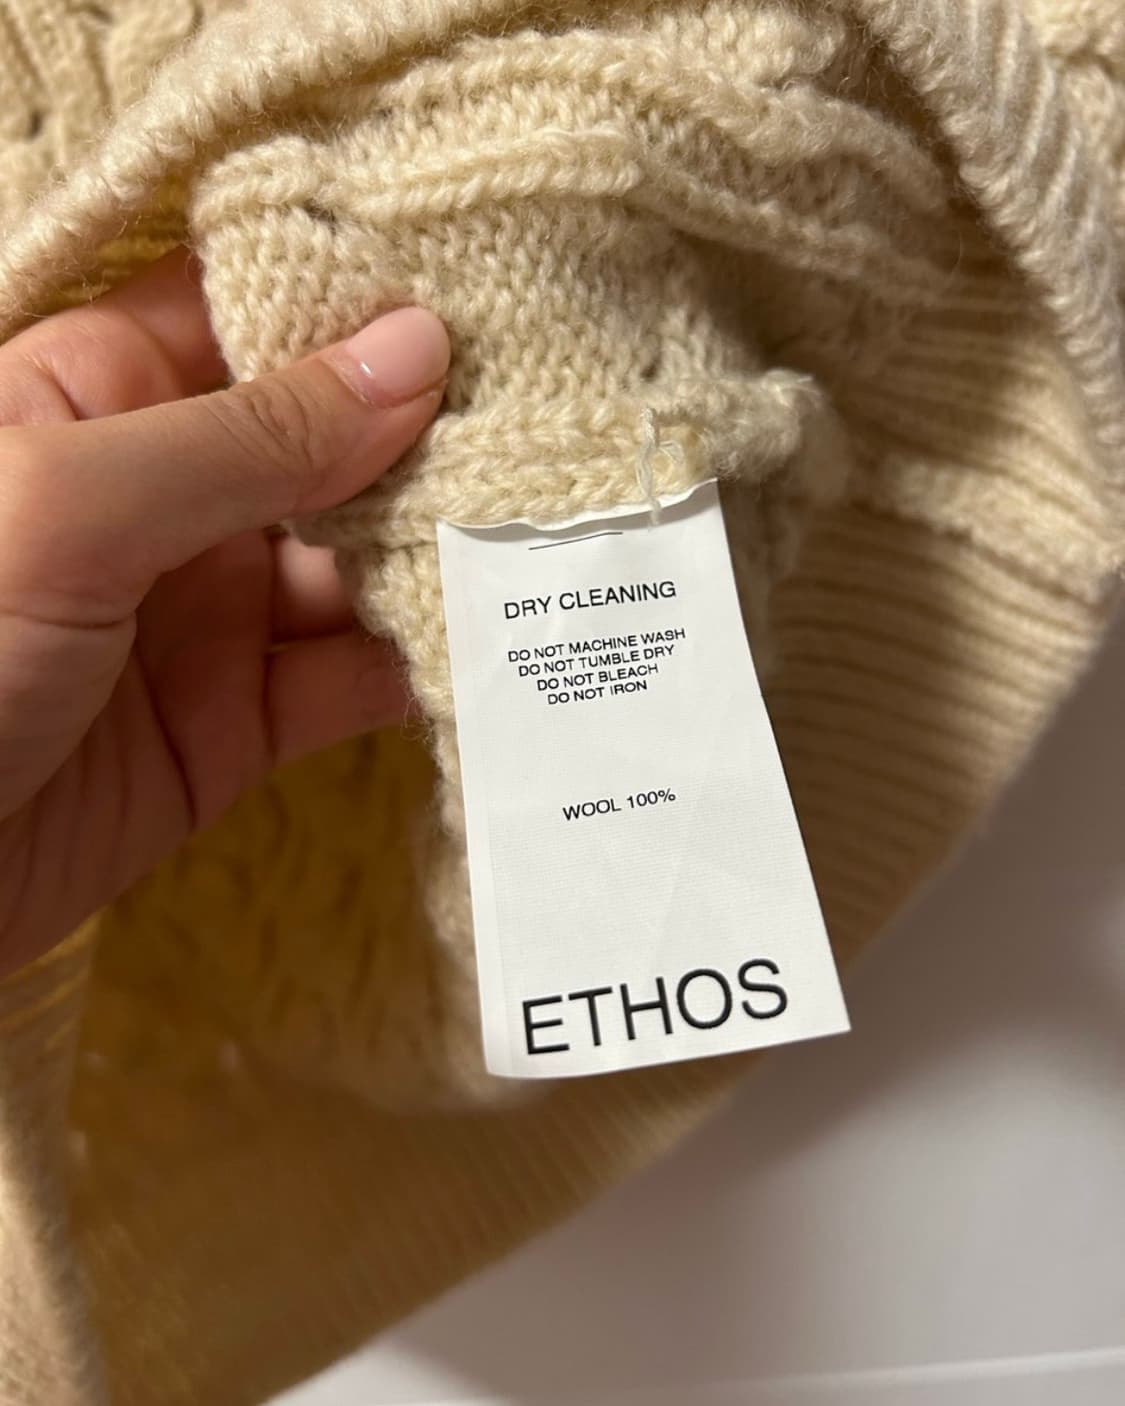 DRY CLEANING
DO NOT MACHINE WASH
DO NOT TUMBLE DRY
DO NOT BLEACH
DO NOT IRON
WOOL 100%
ETHOS